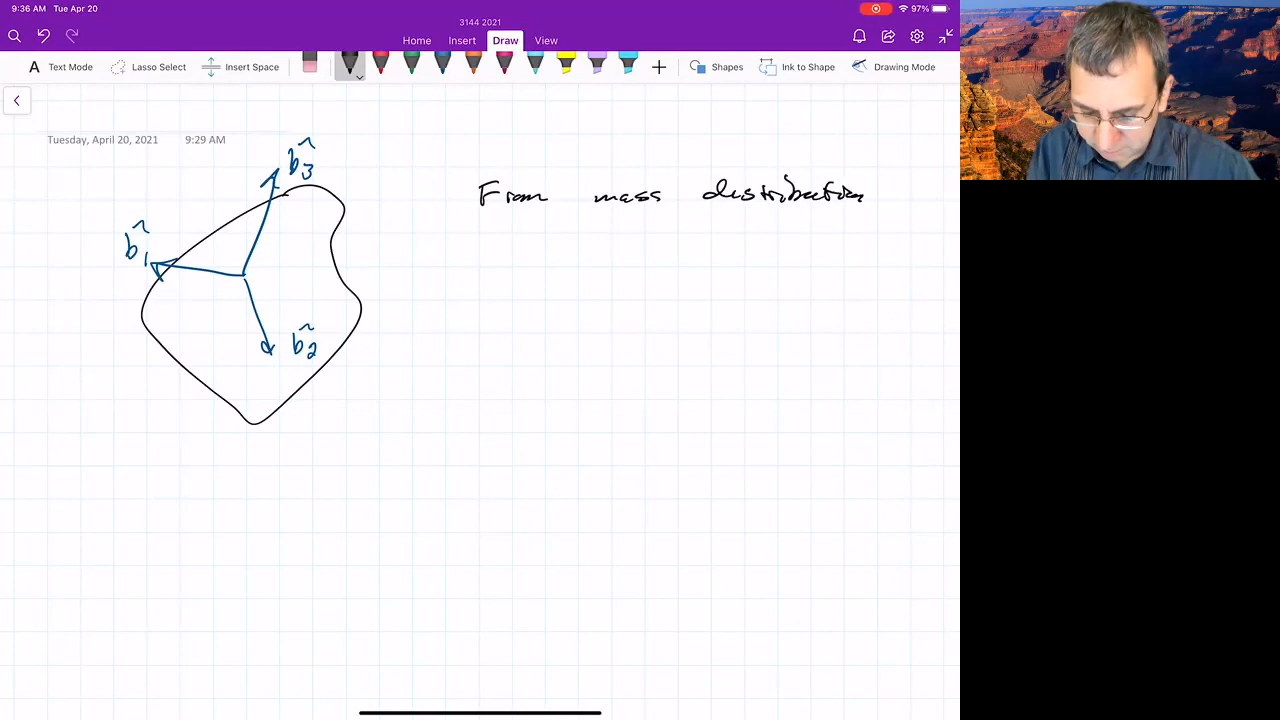 9:36 AM Tue Apr 20
97%
3144 2021
Home Insert Draw View
Text Mode Lasso Select Insert Space Shapes Ink to Shape Drawing Mode
Tuesday, April 20, 2021 9:29 AM
b̂3
From mass distribution
b̂1
b̂2